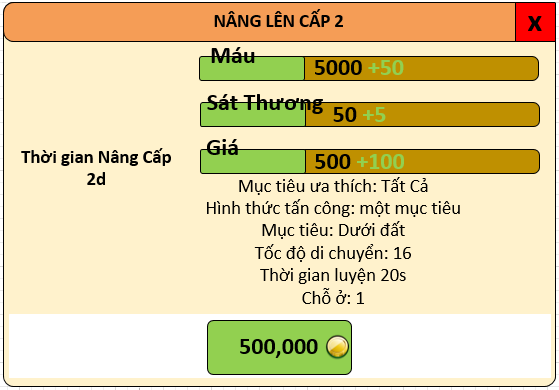 NÂNG LÊN CẤP 2
X
Máu
5000 +50
Sát Thương
50 +5
Giá
500 +100
Thời gian Nâng Cấp
2d
Mục tiêu ưa thích: Tất Cả
Hình thức tấn công: một mục tiêu
Mục tiêu: Dưới đất
Tốc độ di chuyển: 16
Thời gian luyện 20s
Chỗ ở: 1
500,000